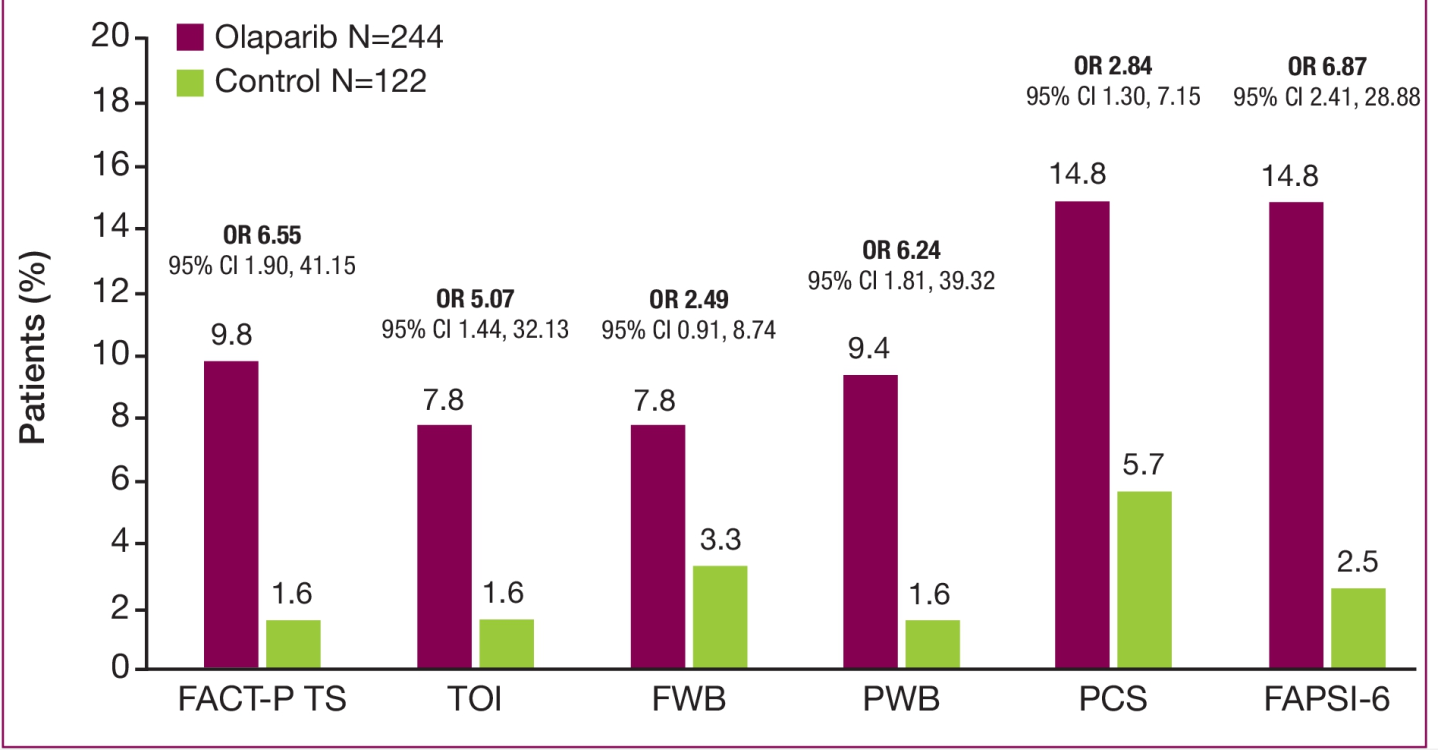 Patients (%)
20
18
16
14
12
10
8
6
4
2
0
Olaparib N=244
Control N=122
OR 6.55
95% CI 1.90, 41.15
9.8
1.6
OR 5.07
95% CI 1.44, 32.13
7.8
1.6
OR 2.49
95% CI 0.91, 8.74
7.8
3.3
OR 6.24
95% CI 1.81, 39.32
9.4
1.6
OR 2.84
95% CI 1.30, 7.15
14.8
5.7
OR 6.87
95% CI 2.41, 28.88
14.8
2.5
FACT-P TS
TOI
FWB
PWB
PCS
FAPSI-6